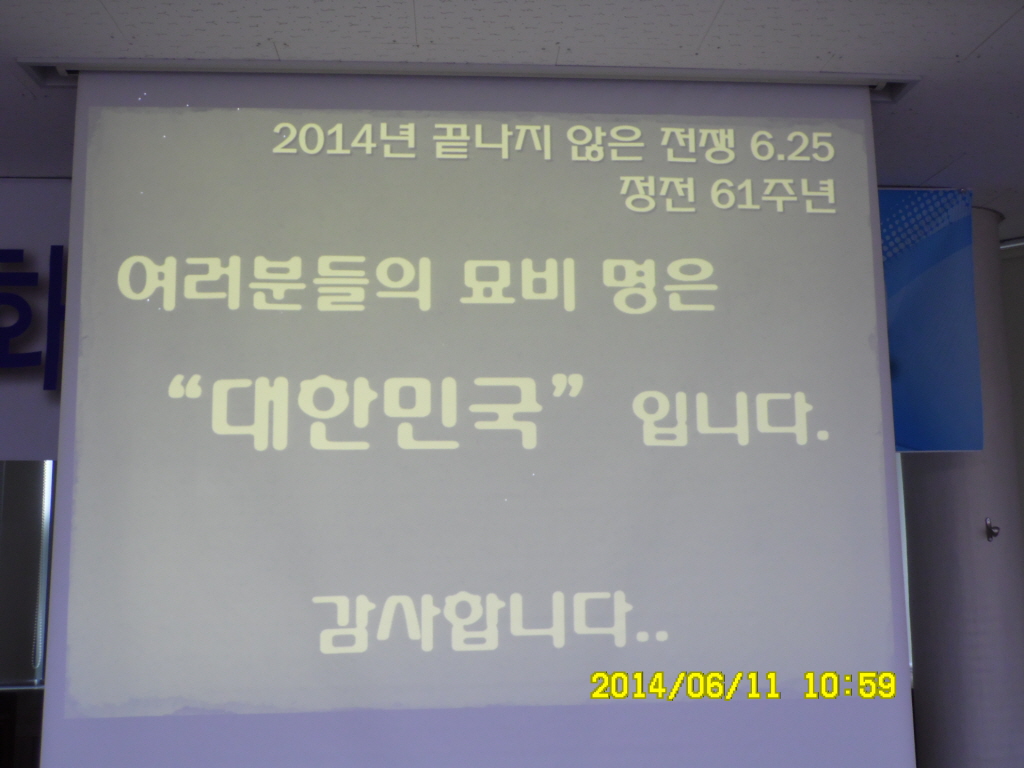 2014년 끝나지 않은 전쟁 6.25
정전 61주년
여러분들의 묘비 명은
“대한민국” 입니다.
감사합니다..
화
2014/06/11 10:59